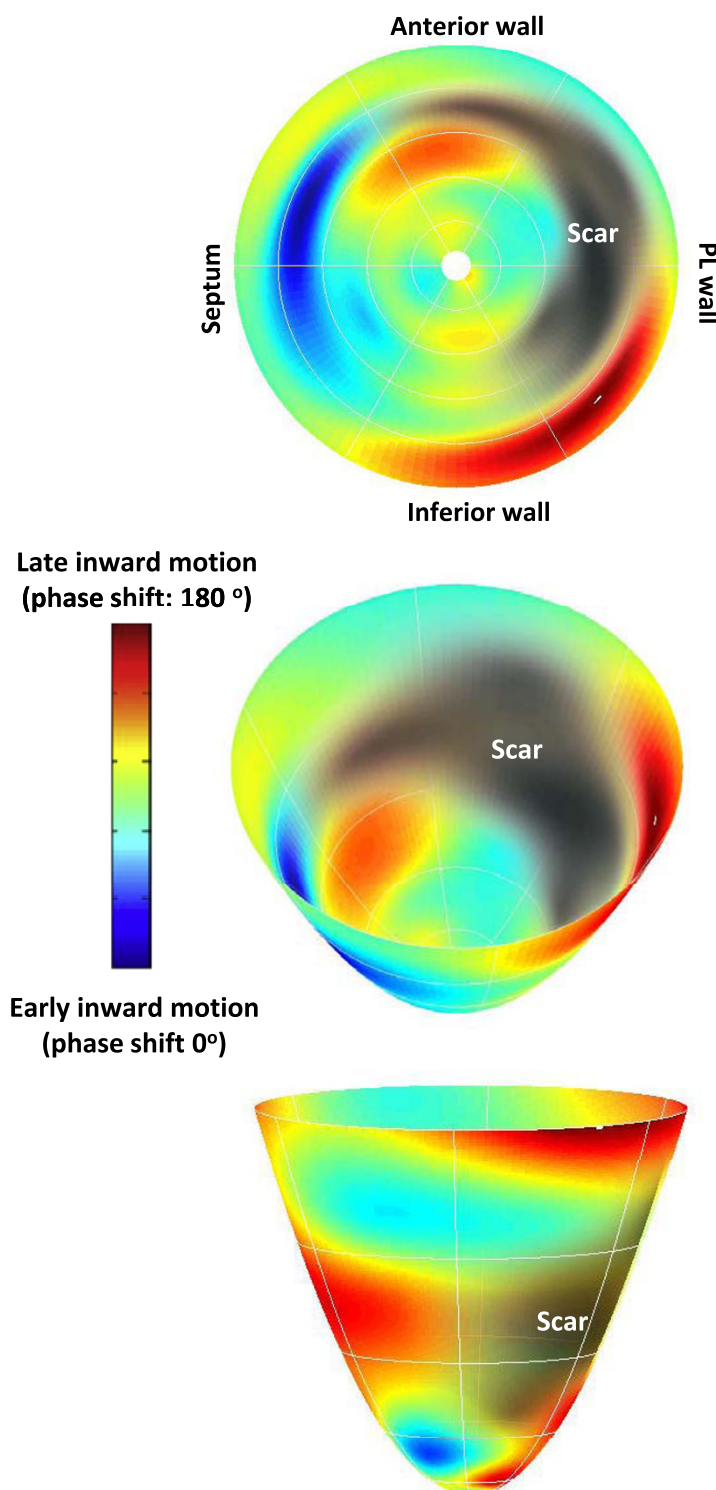 Anterior wall
Scar
Septum
PL wall
Inferior wall
Late inward motion
(phase shift: 180 °)
Scar
Early inward motion
(phase shift 0°)
Scar